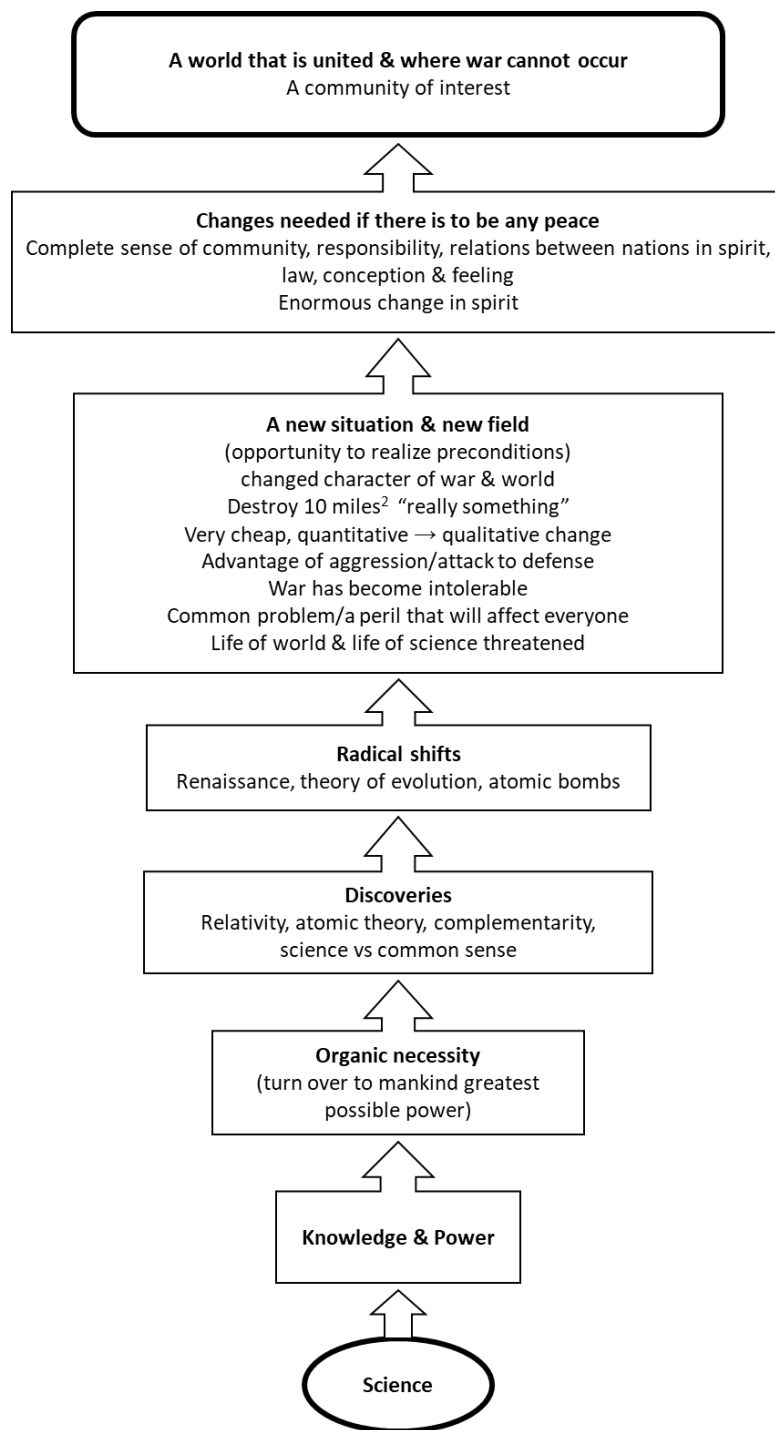 A world that is united & where war cannot occur
A community of interest
Changes needed if there is to be any peace
Complete sense of community, responsibility, relations between nations in spirit,
law, conception & feeling
Enormous change in spirit
A new situation & new field
(opportunity to realize preconditions)
changed character of war & world
Destroy 10 miles² “really something”
Very cheap, quantitative → qualitative change
Advantage of aggression/attack to defense
War has become intolerable
Common problem/a peril that will affect everyone
Life of world & life of science threatened
Radical shifts
Renaissance, theory of evolution, atomic bombs
Discoveries
Relativity, atomic theory, complementarity,
science vs common sense
Organic necessity
(turn over to mankind greatest
possible power)
Knowledge & Power
Science